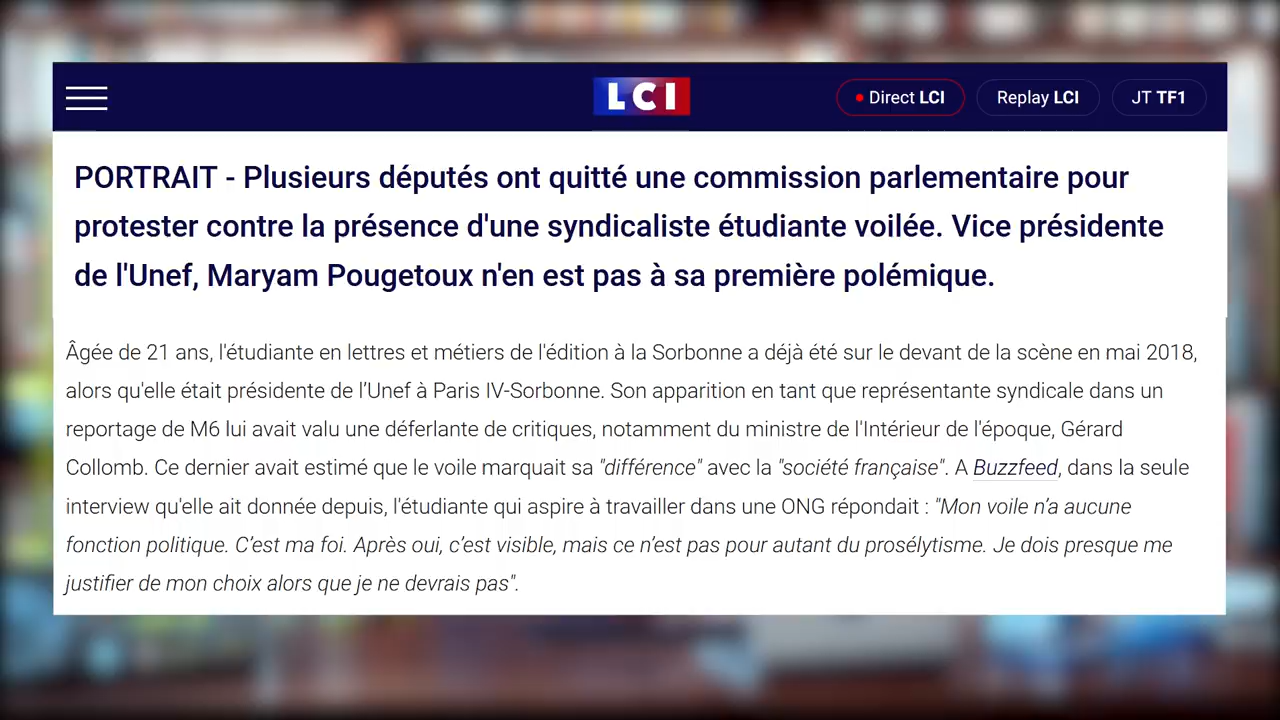 LCI
Direct LCI
Replay LCI
JT TF1
PORTRAIT - Plusieurs députés ont quitté une commission parlementaire pour
protester contre la présence d'une syndicaliste étudiante voilée. Vice présidente
de l'Unef, Maryam Pougetoux n'en est pas à sa première polémique.
Âgée de 21 ans, l'étudiante en lettres et métiers de l'édition à la Sorbonne a déjà été sur le devant de la scène en mai 2018,
alors qu'elle était présidente de l’Unef à Paris IV-Sorbonne. Son apparition en tant que représentante syndicale dans un
reportage de M6 lui avait valu une déferlante de critiques, notamment du ministre de l'Intérieur de l'époque, Gérard
Collomb. Ce dernier avait estimé que le voile marquait sa "différence" avec la "société française". A Buzzfeed, dans la seule
interview qu'elle ait donnée depuis, l'étudiante qui aspire à travailler dans une ONG répondait : "Mon voile n’a aucune
fonction politique. C’est ma foi. Après oui, c’est visible, mais ce n’est pas pour autant du prosélytisme. Je dois presque me
justifier de mon choix alors que je ne devrais pas".